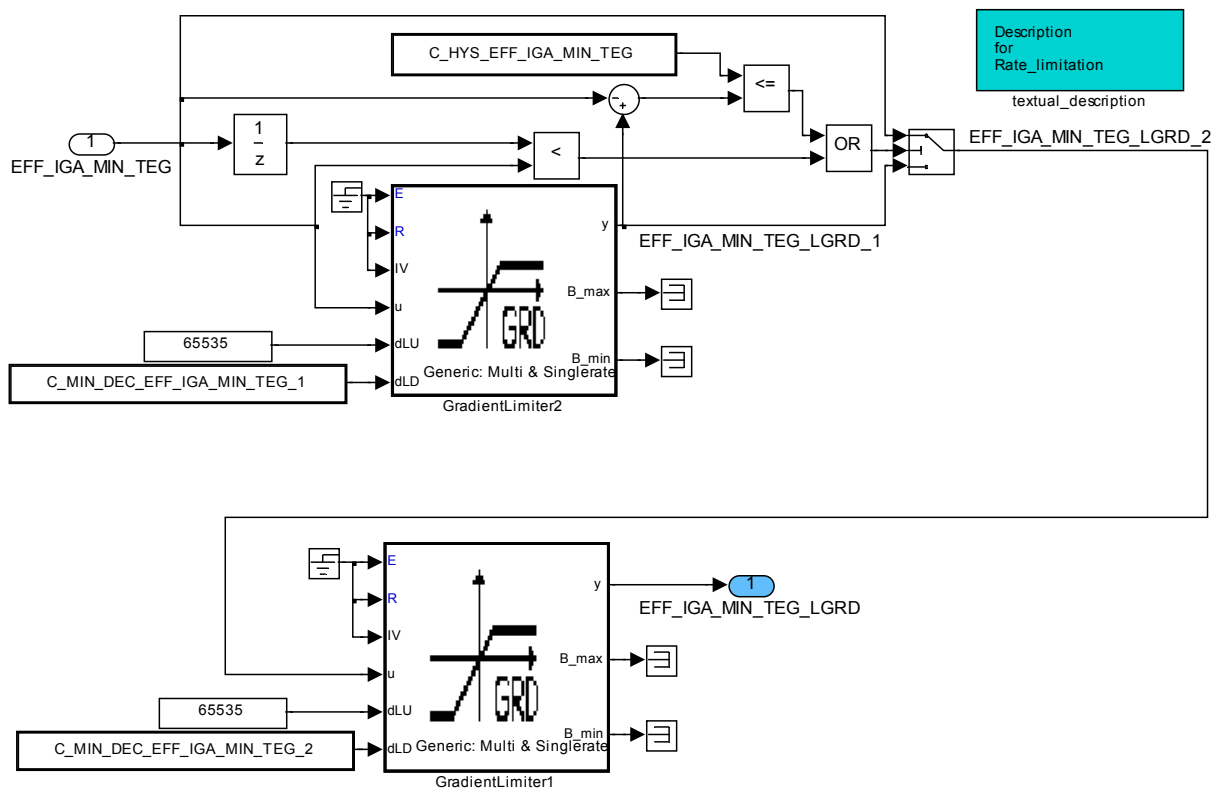 Description
for
Rate_limitation
textual_description
C_HYS_EFF_IGA_MIN_TEG
<=
-
+
1
EFF_IGA_MIN_TEG
1
z
<
OR
EFF_IGA_MIN_TEG_LGRD_2
E
R
IV
u
dLU
dLD
y
B_max
B_min
GRD
Generic: Multi & Singlerate
GradientLimiter2
EFF_IGA_MIN_TEG_LGRD_1
65535
C_MIN_DEC_EFF_IGA_MIN_TEG_1
E
R
IV
u
dLU
dLD
y
B_max
B_min
GRD
Generic: Multi & Singlerate
GradientLimiter1
1
EFF_IGA_MIN_TEG_LGRD
65535
C_MIN_DEC_EFF_IGA_MIN_TEG_2